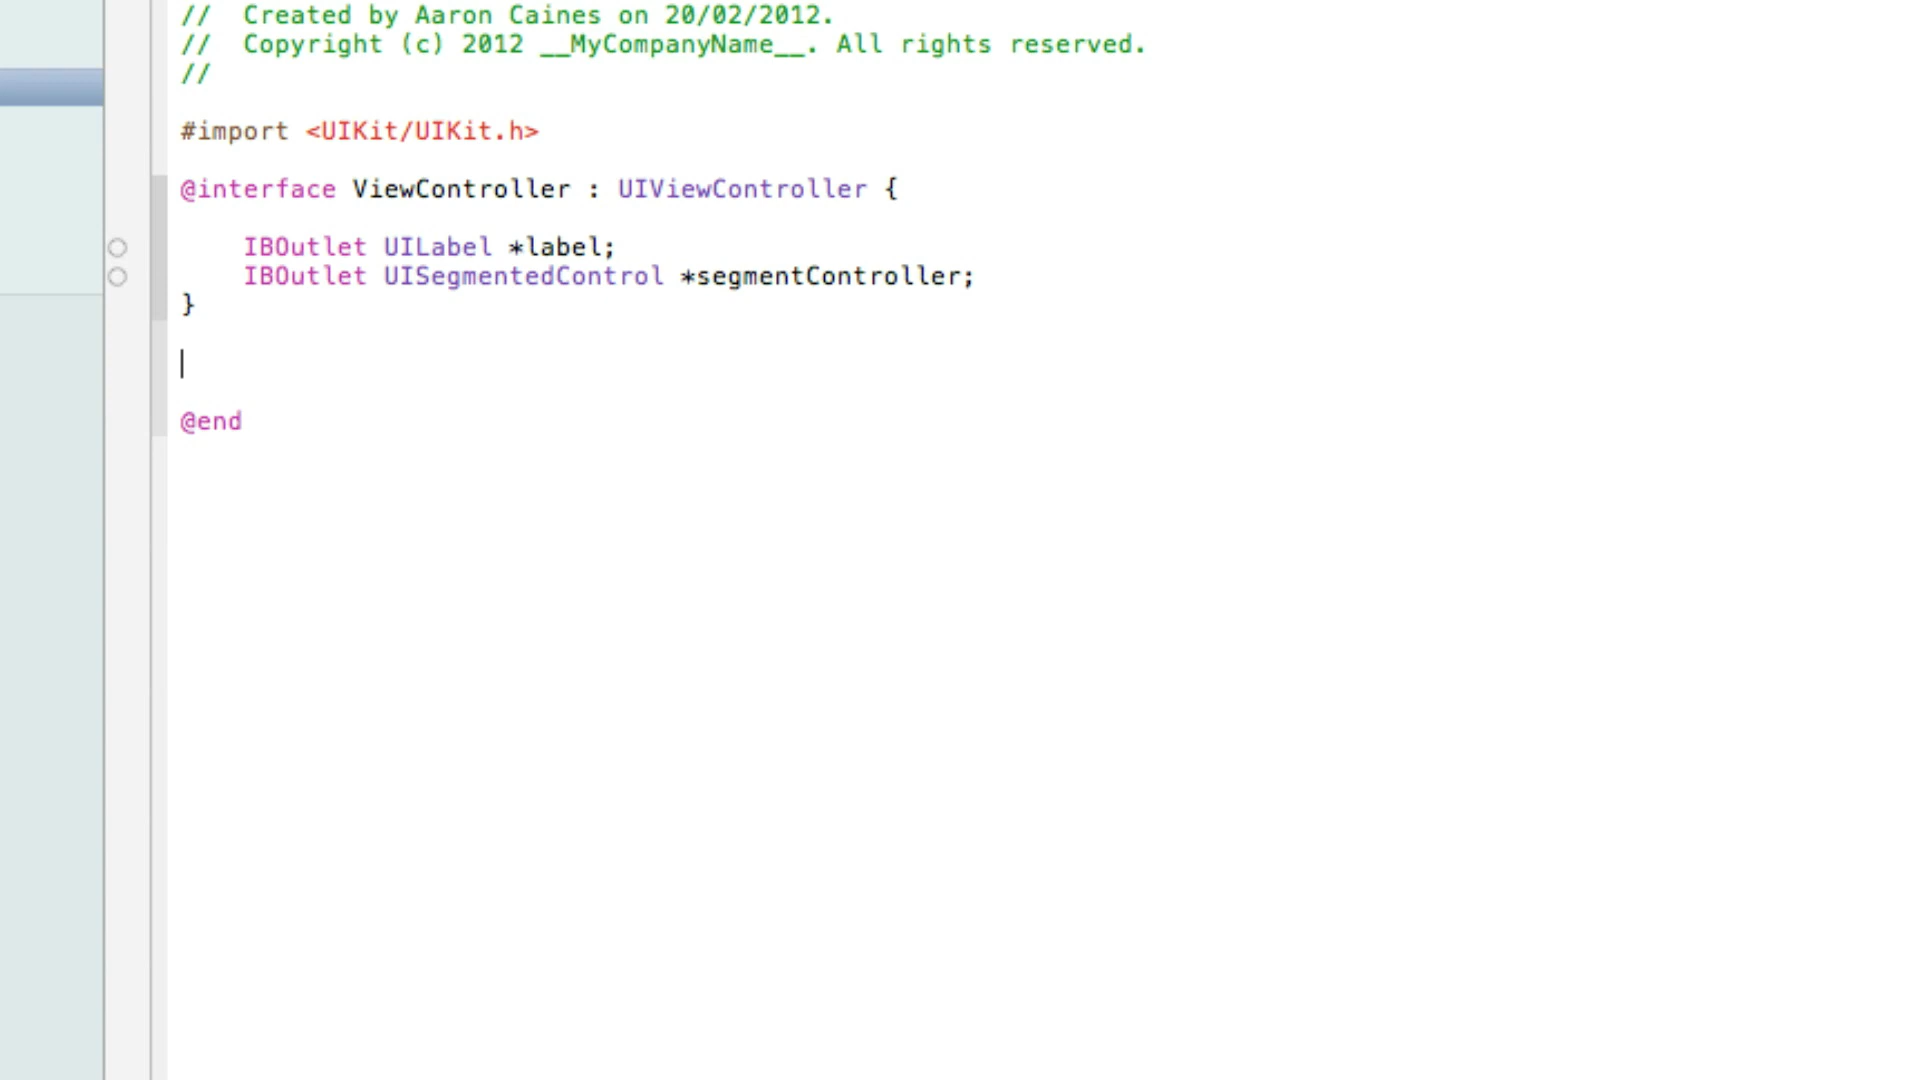 //  Created by Aaron Caines on 20/02/2012.
//  Copyright (c) 2012 __MyCompanyName__. All rights reserved.
//
#import <UIKit/UIKit.h>
@interface ViewController : UIViewController {
    IBOutlet UILabel *label;
    IBOutlet UISegmentedControl *segmentController;
}
@end